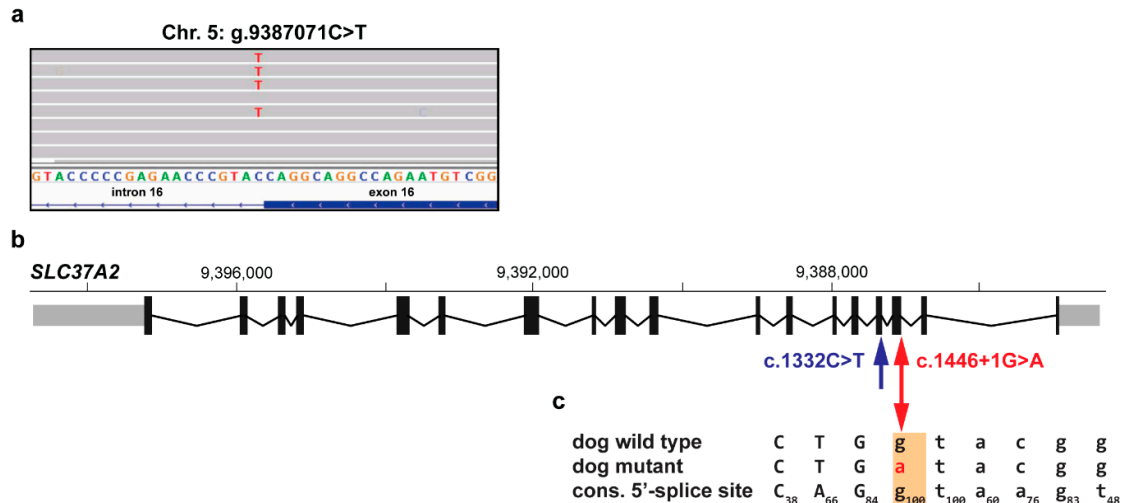 a
Chr. 5: g.9387071C>T
T
C T
T
T C
GTACCCCCGAGAACCCGTACCAGGCAGGCCAGAATGTCGG
intron 16 exon 16
b
SLC37A2 9,396,000 9,392,000 9,388,000
c.1332C>T c.1446+1G>A
c
dog wild type C T G g t a c g g
dog mutant C T G a t a c g g
cons. 5'-splice site C38 A66 G84 g100 t100 a60 a76 g83 t48